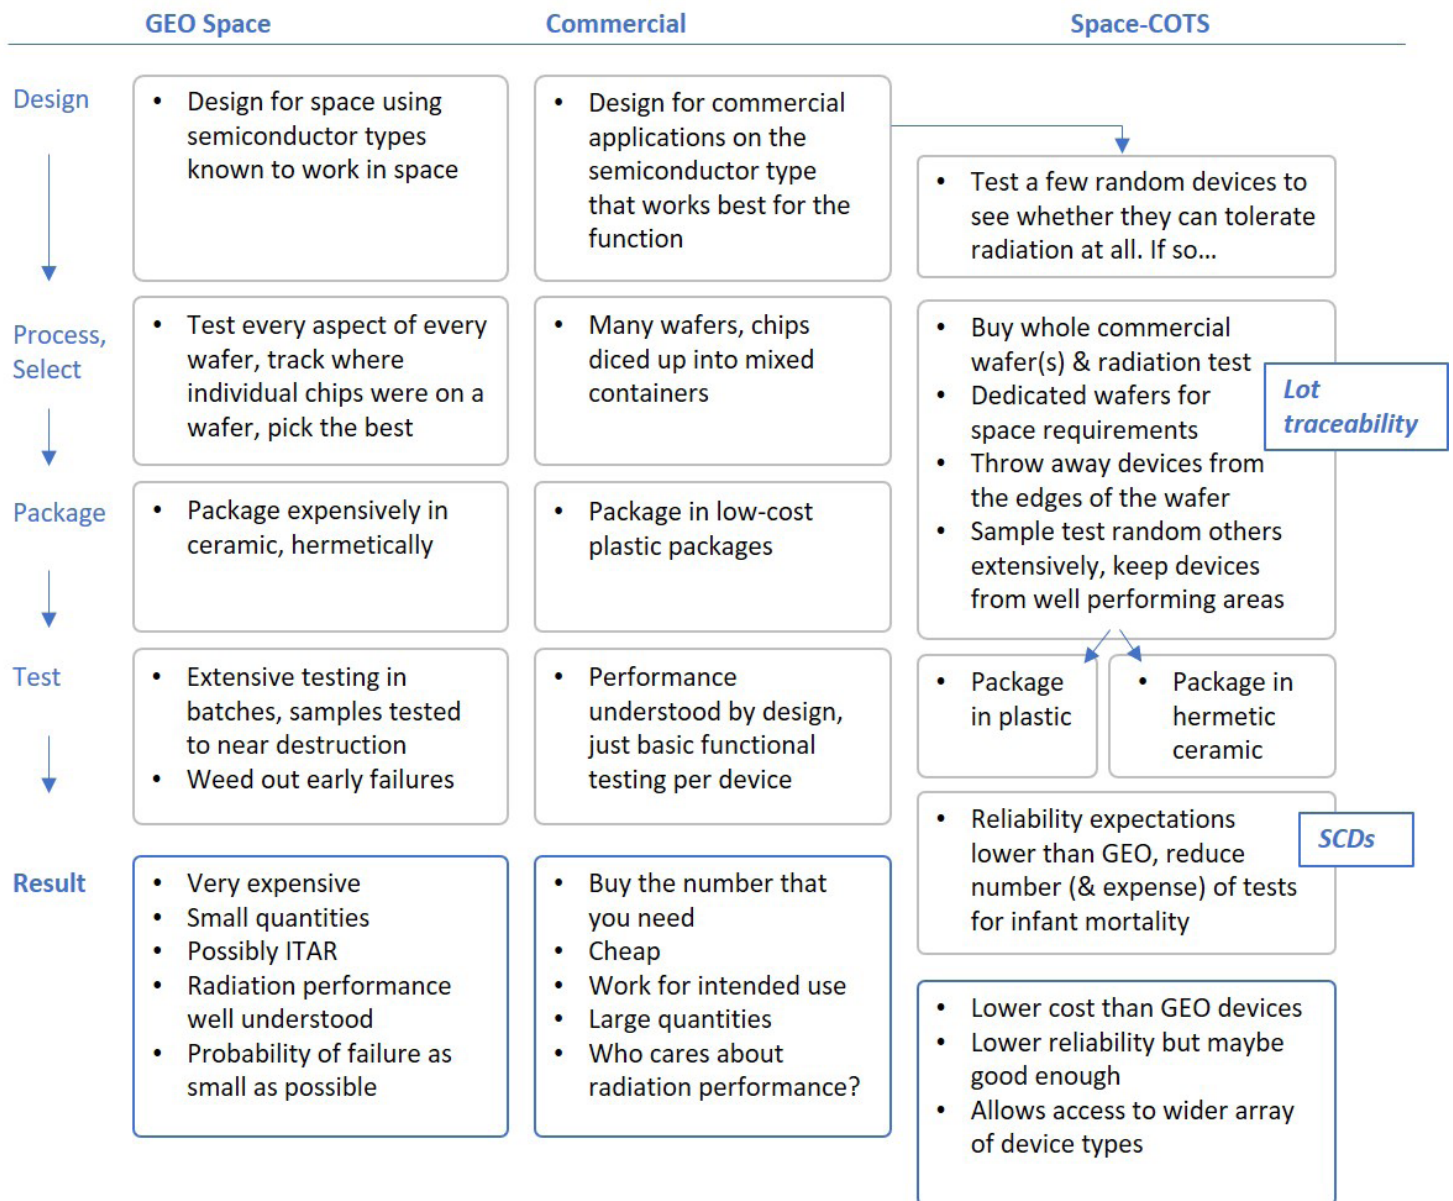 GEO Space
Commercial
Space-COTS
Design
• Design for space using
semiconductor types
known to work in space
• Design for commercial
applications on the
semiconductor type
that works best for the
function
• Test a few random devices to
see whether they can tolerate
radiation at all. If so...
Process,
Select
• Test every aspect of every
wafer, track where
individual chips were on a
wafer, pick the best
• Many wafers, chips
diced up into mixed
containers
• Buy whole commercial
wafer(s) & radiation test
• Dedicated wafers for
space requirements
• Throw away devices from
the edges of the wafer
• Sample test random others
extensively, keep devices
from well performing areas
Lot
traceability
Package
• Package expensively in
ceramic, hermetically
• Package in low-cost
plastic packages
Test
• Extensive testing in
batches, samples tested
to near destruction
• Weed out early failures
• Performance
understood by design,
just basic functional
testing per device
• Package
in plastic
• Package in
hermetic
ceramic
• Reliability expectations
lower than GEO, reduce
number (& expense) of tests
for infant mortality
SCDs
Result
• Very expensive
• Small quantities
• Possibly ITAR
• Radiation performance
well understood
• Probability of failure as
small as possible
• Buy the number that
you need
• Cheap
• Work for intended use
• Large quantities
• Who cares about
radiation performance?
• Lower cost than GEO devices
• Lower reliability but maybe
good enough
• Allows access to wider array
of device types